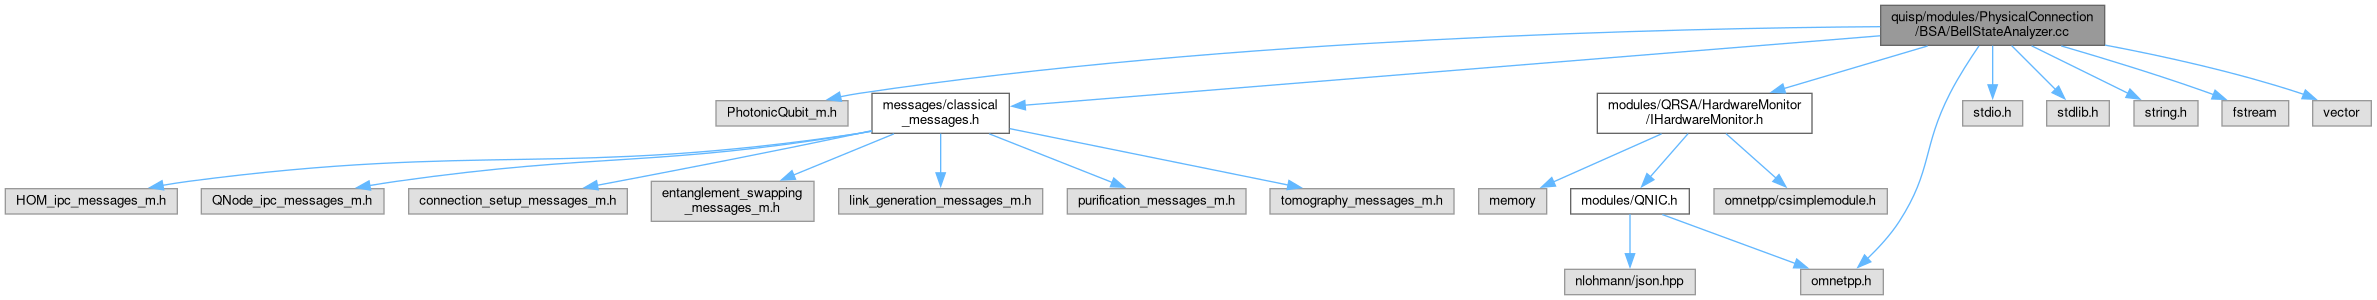 quisp/modules/PhysicalConnection
/BSA/BellStateAnalyzer.cc
PhotonicQubit_m.h
messages/classical
_messages.h
modules/QRSA/HardwareMonitor
/IHardwareMonitor.h
stdio.h
stdlib.h
string.h
fstream
vector
HOM_ipc_messages_m.h
QNode_ipc_messages_m.h
connection_setup_messages_m.h
entanglement_swapping
_messages_m.h
link_generation_messages_m.h
purification_messages_m.h
tomography_messages_m.h
memory
modules/QNIC.h
omnetpp/csimplemodule.h
nlohmann/json.hpp
omnetpp.h